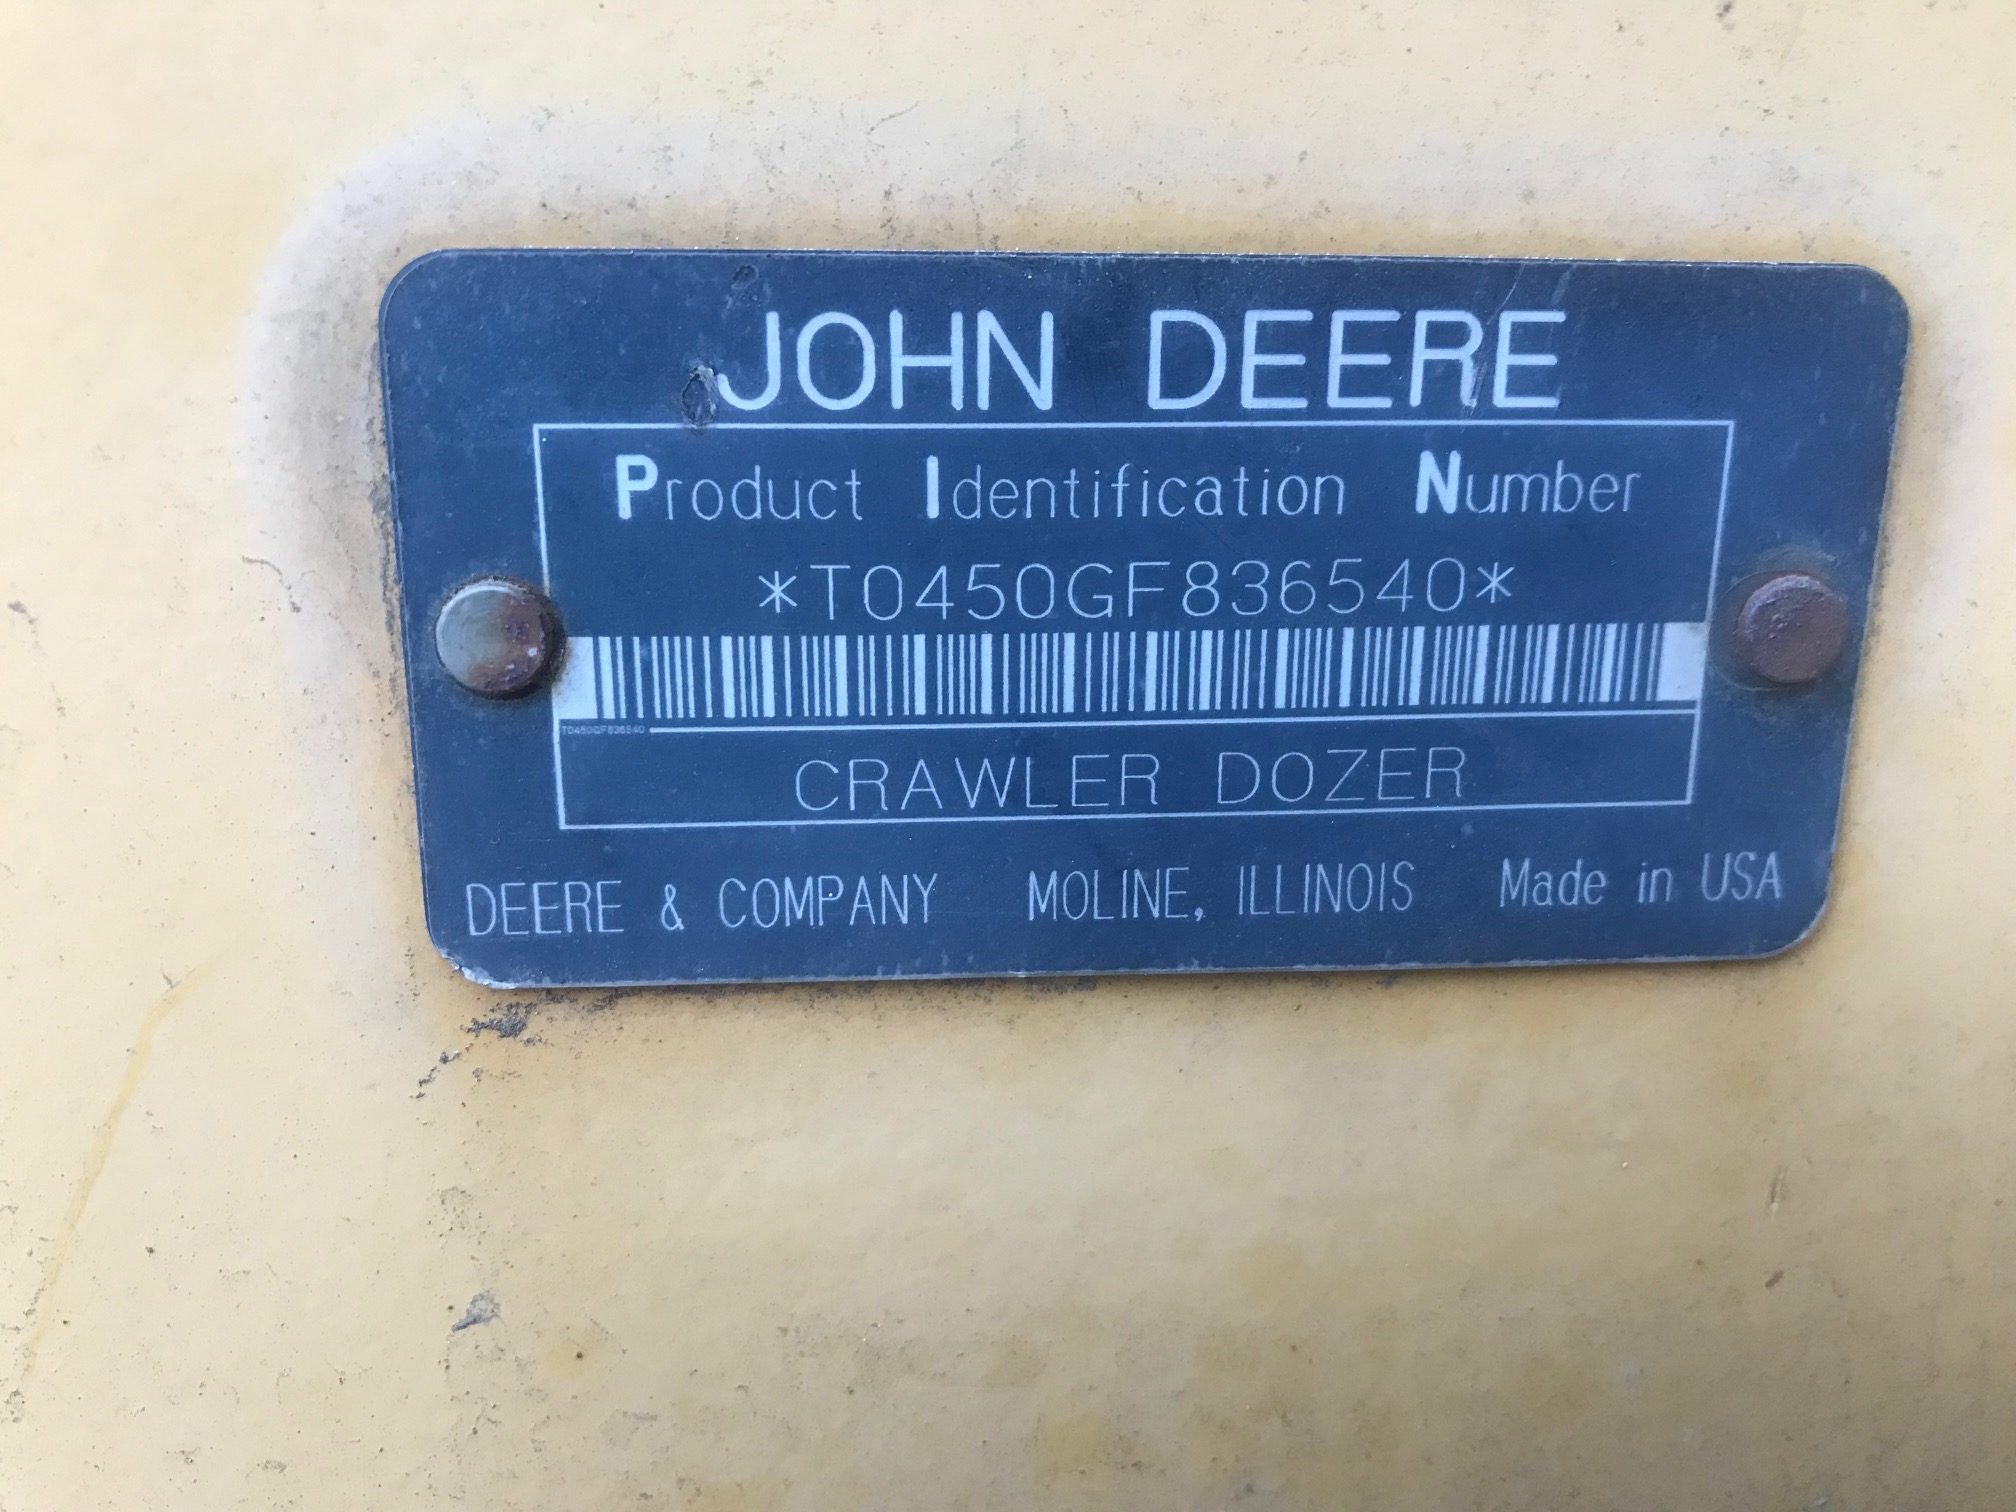 JOHN DEERE
Product Identification Number
*T0450GF836540*
T0450GF836540
CRAWLER DOZER
DEERE & COMPANY MOLINE, ILLINOIS Made in USA